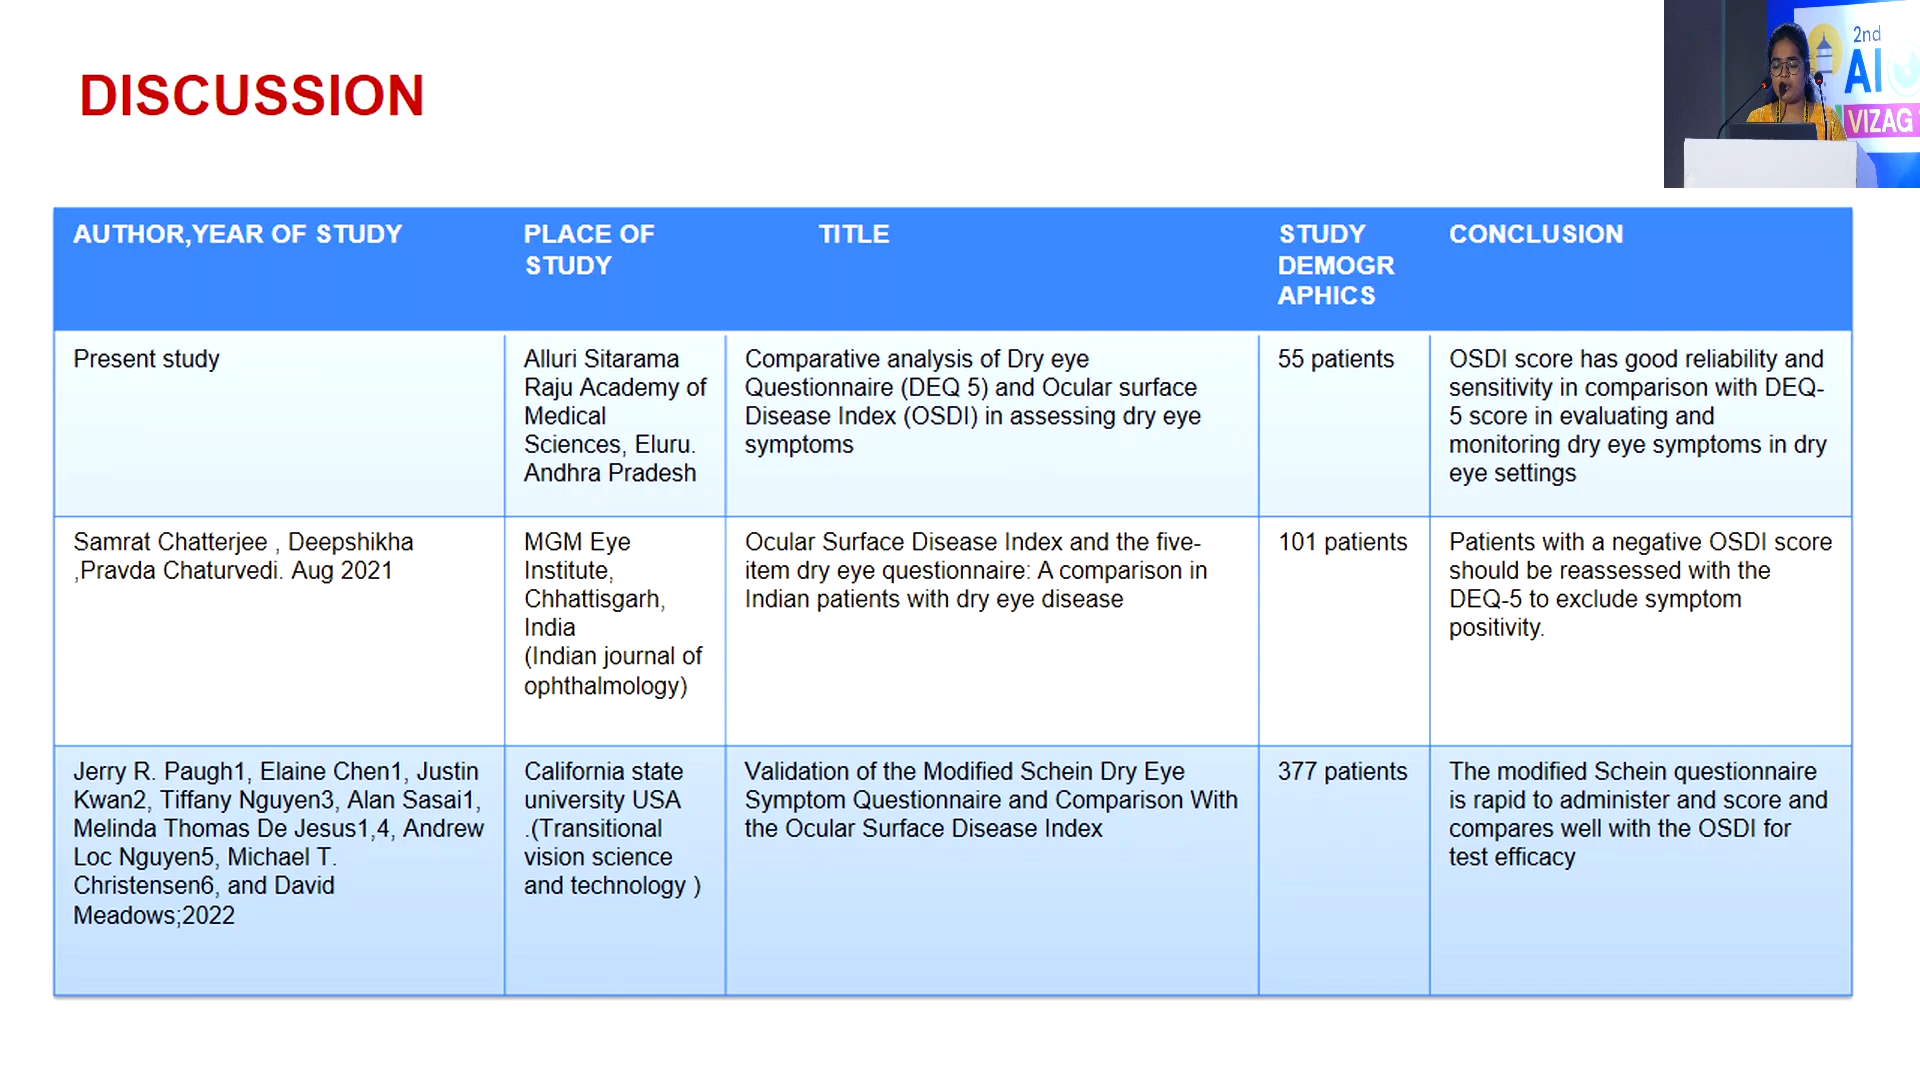 DISCUSSION
2nd
AI
VIZAG
AUTHOR,YEAR OF STUDY
PLACE OF
STUDY
TITLE
STUDY
DEMOGR
APHICS
CONCLUSION
Present study
Alluri Sitarama
Raju Academy of
Medical
Sciences, Eluru.
Andhra Pradesh
Comparative analysis of Dry eye
Questionnaire (DEQ 5) and Ocular surface
Disease Index (OSDI) in assessing dry eye
symptoms
55 patients
OSDI score has good reliability and
sensitivity in comparison with DEQ-
5 score in evaluating and
monitoring dry eye symptoms in dry
eye settings
Samrat Chatterjee , Deepshikha
,Pravda Chaturvedi. Aug 2021
MGM Eye
Institute,
Chhattisgarh,
India
(Indian journal of
ophthalmology)
Ocular Surface Disease Index and the five-
item dry eye questionnaire: A comparison in
Indian patients with dry eye disease
101 patients
Patients with a negative OSDI score
should be reassessed with the
DEQ-5 to exclude symptom
positivity.
Jerry R. Paugh1, Elaine Chen1, Justin
Kwan2, Tiffany Nguyen3, Alan Sasai1,
Melinda Thomas De Jesus1,4, Andrew
Loc Nguyen5, Michael T.
Christensen6, and David
Meadows;2022
California state
university USA
.(Transitional
vision science
and technology )
Validation of the Modified Schein Dry Eye
Symptom Questionnaire and Comparison With
the Ocular Surface Disease Index
377 patients
The modified Schein questionnaire
is rapid to administer and score and
compares well with the OSDI for
test efficacy